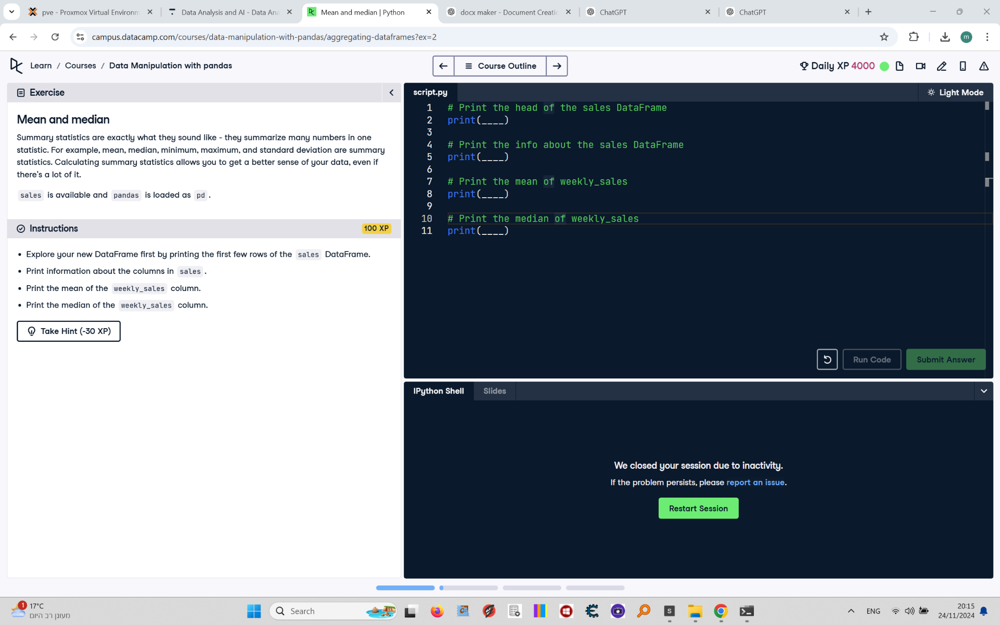 pve - Proxmox Virtual Environm
Data Analysis and AI - Data Ana
Mean and median | Python
docx maker - Document Creatic
ChatGPT
ChatGPT
campus.datacamp.com/courses/data-manipulation-with-pandas/aggregating-dataframes?ex=2
m
Learn / Courses / Data Manipulation with pandas
Course Outline
Daily XP 4000
Exercise
Mean and median
Summary statistics are exactly what they sound like - they summarize many numbers in one
statistic. For example, mean, median, minimum, maximum, and standard deviation are summary
statistics. Calculating summary statistics allows you to get a better sense of your data, even if
there's a lot of it.
sales is available and pandas is loaded as pd.
Instructions
100 XP
• Explore your new DataFrame first by printing the first few rows of the sales DataFrame.
• Print information about the columns in sales.
• Print the mean of the weekly_sales column.
• Print the median of the weekly_sales column.
Take Hint (-30 XP)
script.py
Light Mode
1 # Print the head of the sales DataFrame
2 print(____)
3
4 # Print the info about the sales DataFrame
5 print(____)
6
7 # Print the mean of weekly_sales
8 print(____)
9
10 # Print the median of weekly_sales
11 print(____)
Run Code
Submit Answer
IPython Shell
Slides
We closed your session due to inactivity.
If the problem persists, please report an issue.
Restart Session
1
17°C
מעונן רב היום
Search
S
ENG
20:15
24/11/2024